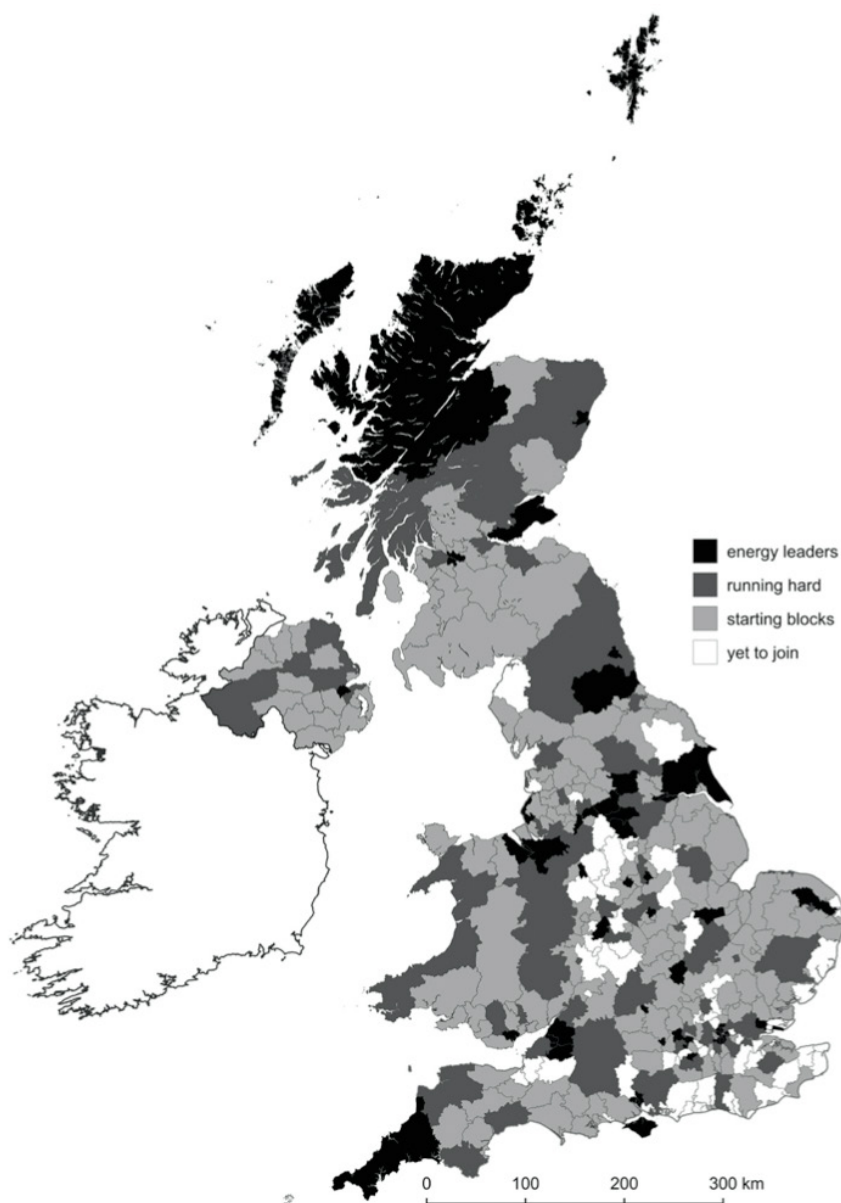 energy leaders
running hard
starting blocks
yet to join
0 100 200 300 km